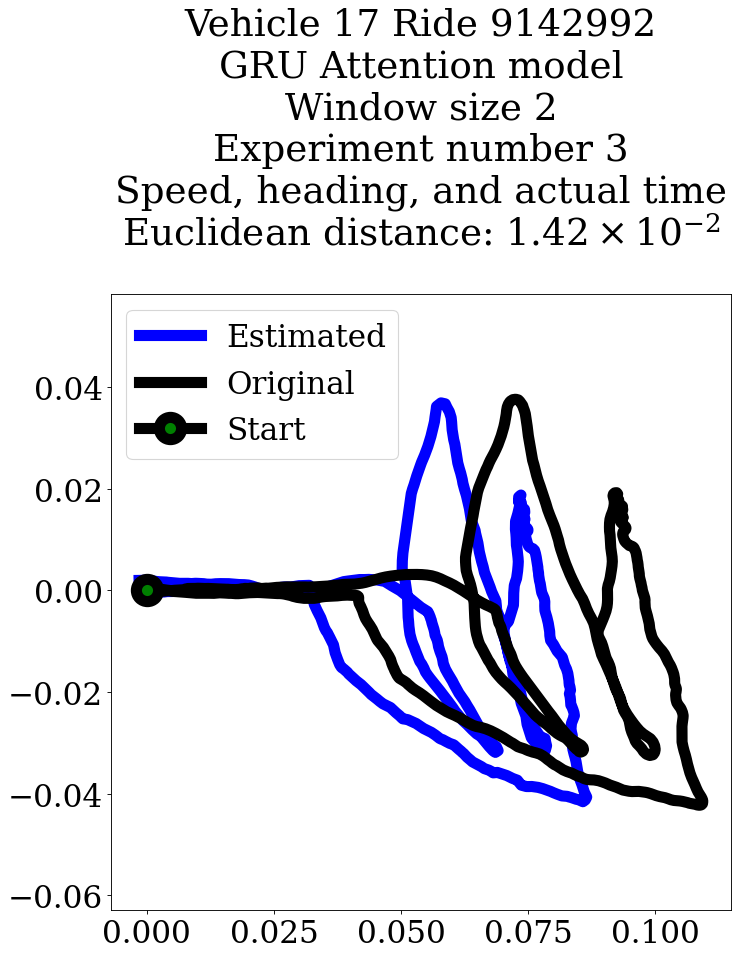 Vehicle 17 Ride 9142992
GRU Attention model
Window size 2
Experiment number 3
Speed, heading, and actual time
Euclidean distance: 1.42 × 10⁻²
Estimated
Original
Start
0.04
0.02
0.00
−0.02
−0.04
−0.06
0.000 0.025 0.050 0.075 0.100